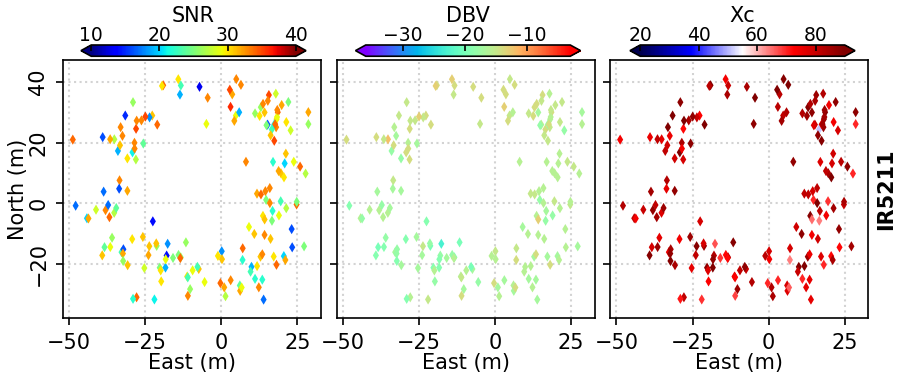 SNR DBV Xc
10 20 30 40 −30 −20 −10 20 40 60 80
40
20
0
−20
North (m)
IR5211
−50 −25 0 25 −50 −25 0 25 −50 −25 0 25
East (m) East (m) East (m)